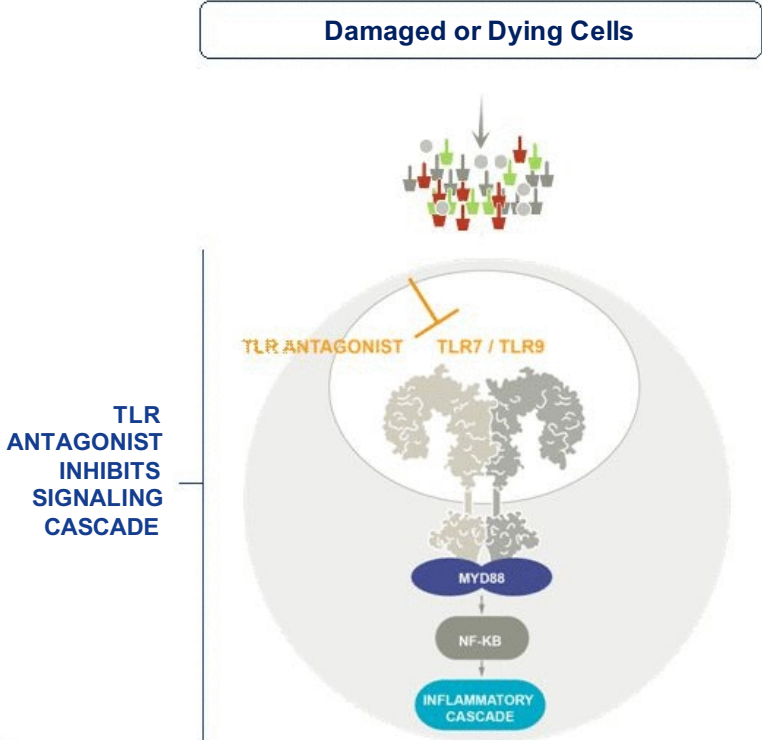 Damaged or Dying Cells
TLR ANTAGONIST
TLR7 / TLR9
TLR
ANTAGONIST
INHIBITS
SIGNALING
CASCADE
MYD88
NF-KB
INFLAMMATORY
CASCADE